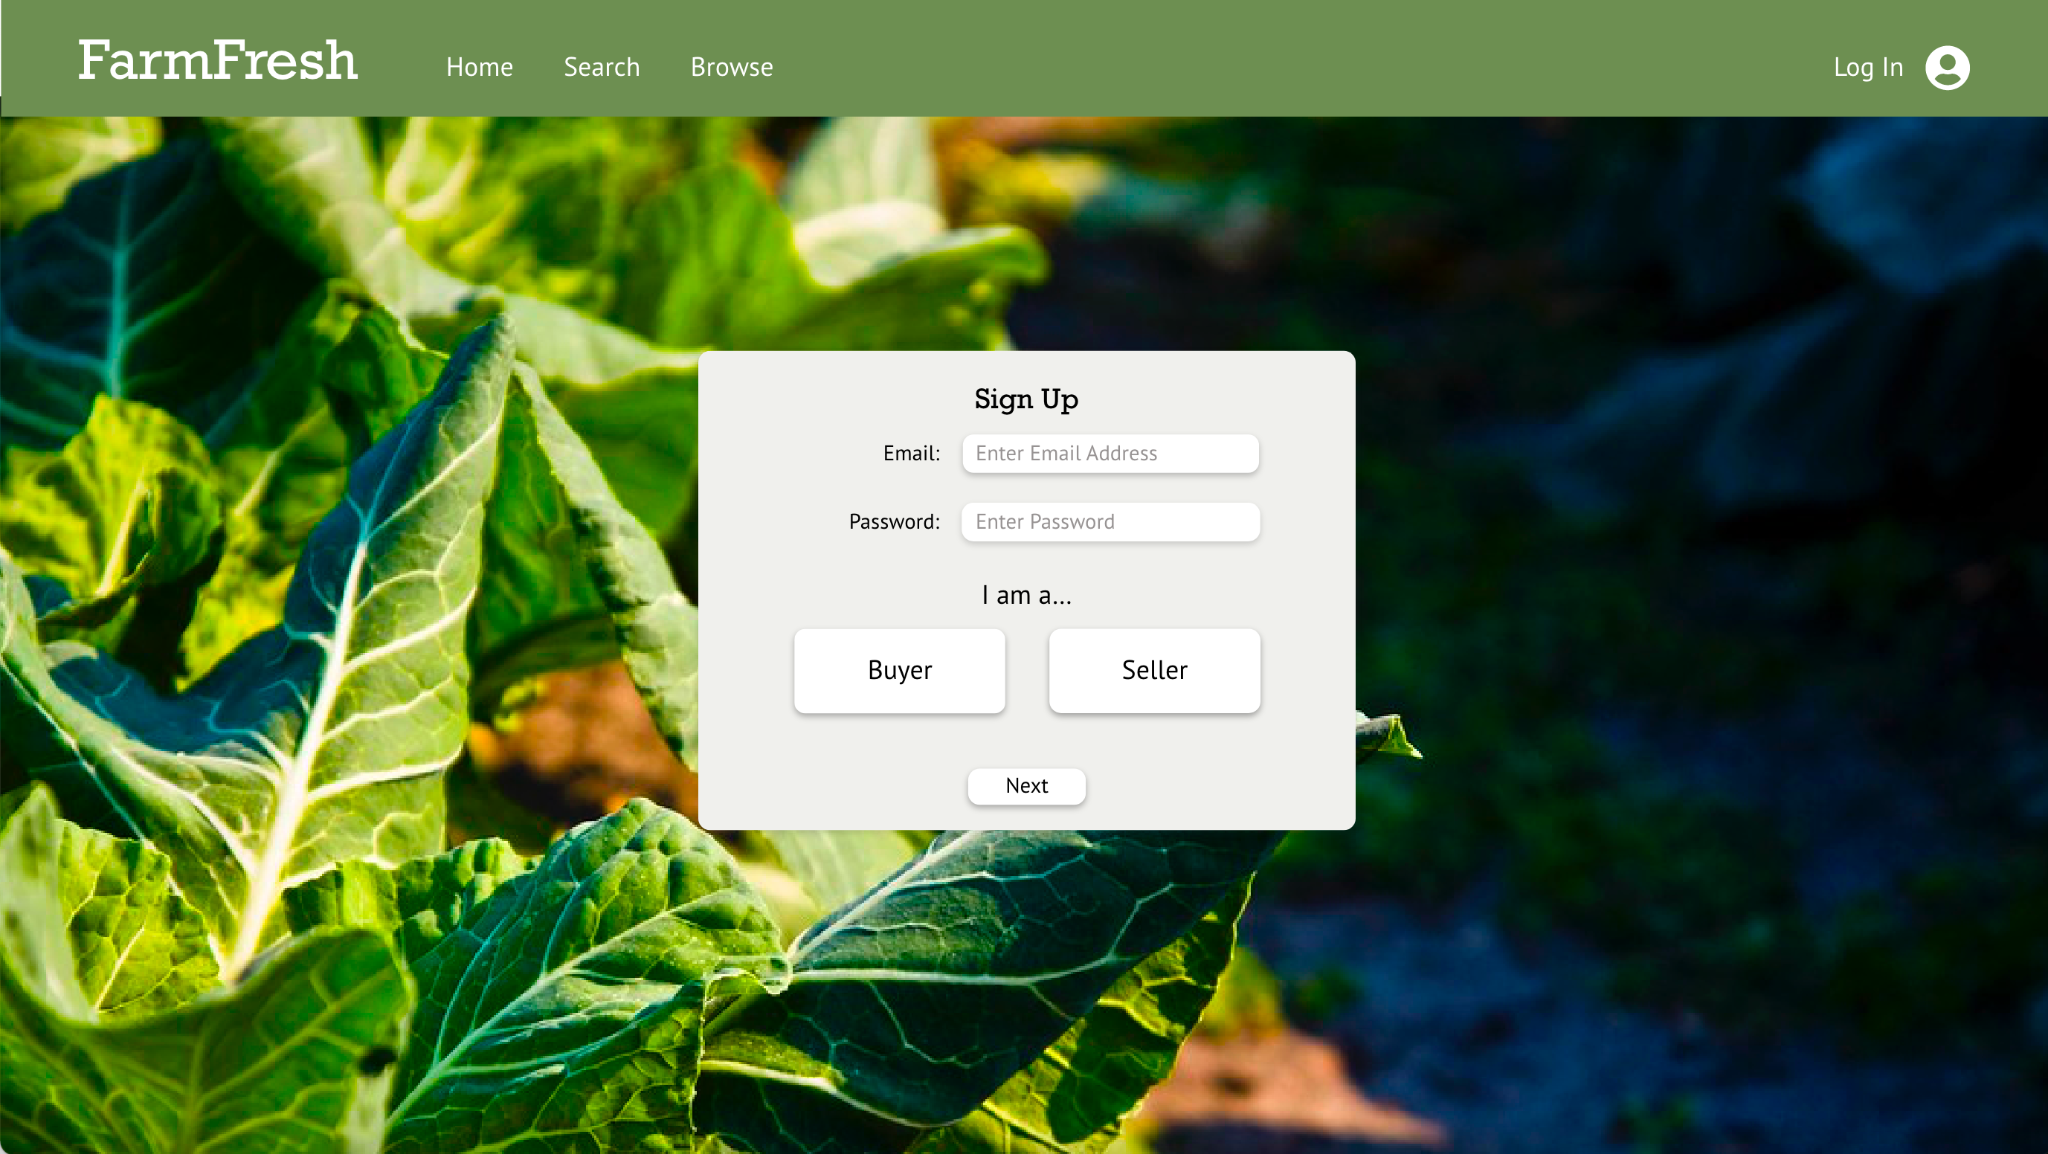 FarmFresh Home Search Browse Log In
Sign Up
Email: Enter Email Address
Password: Enter Password
I am a...
Buyer Seller
Next